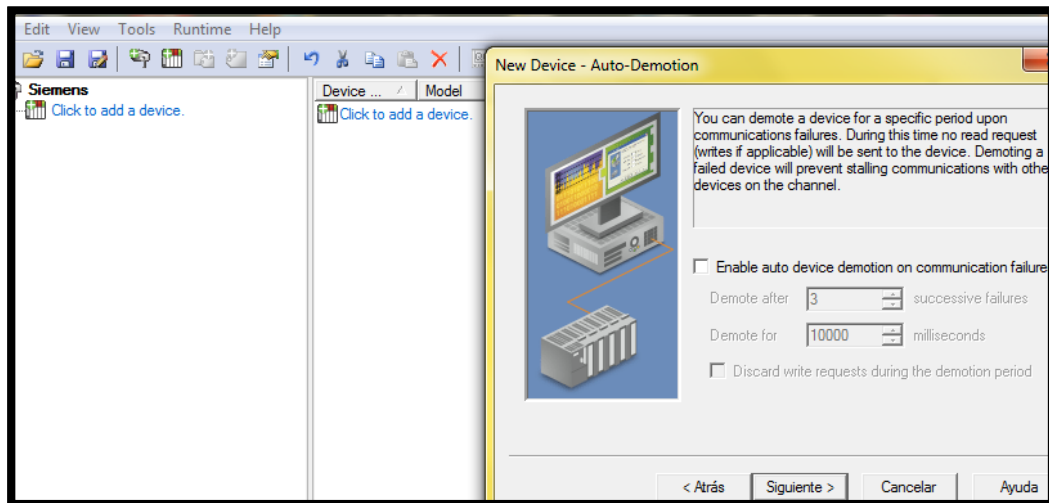 Edit View Tools Runtime Help
New Device - Auto-Demotion
Siemens
Click to add a device.
Device ... Model
Click to add a device.
You can demote a device for a specific period upon
communications failures. During this time no read request
(writes if applicable) will be sent to the device. Demoting a
failed device will prevent stalling communications with othe
devices on the channel.
Enable auto device demotion on communication failure
Demote after 3 successive failures
Demote for 10000 milliseconds
Discard write requests during the demotion period
< Atrás Siguiente > Cancelar Ayuda